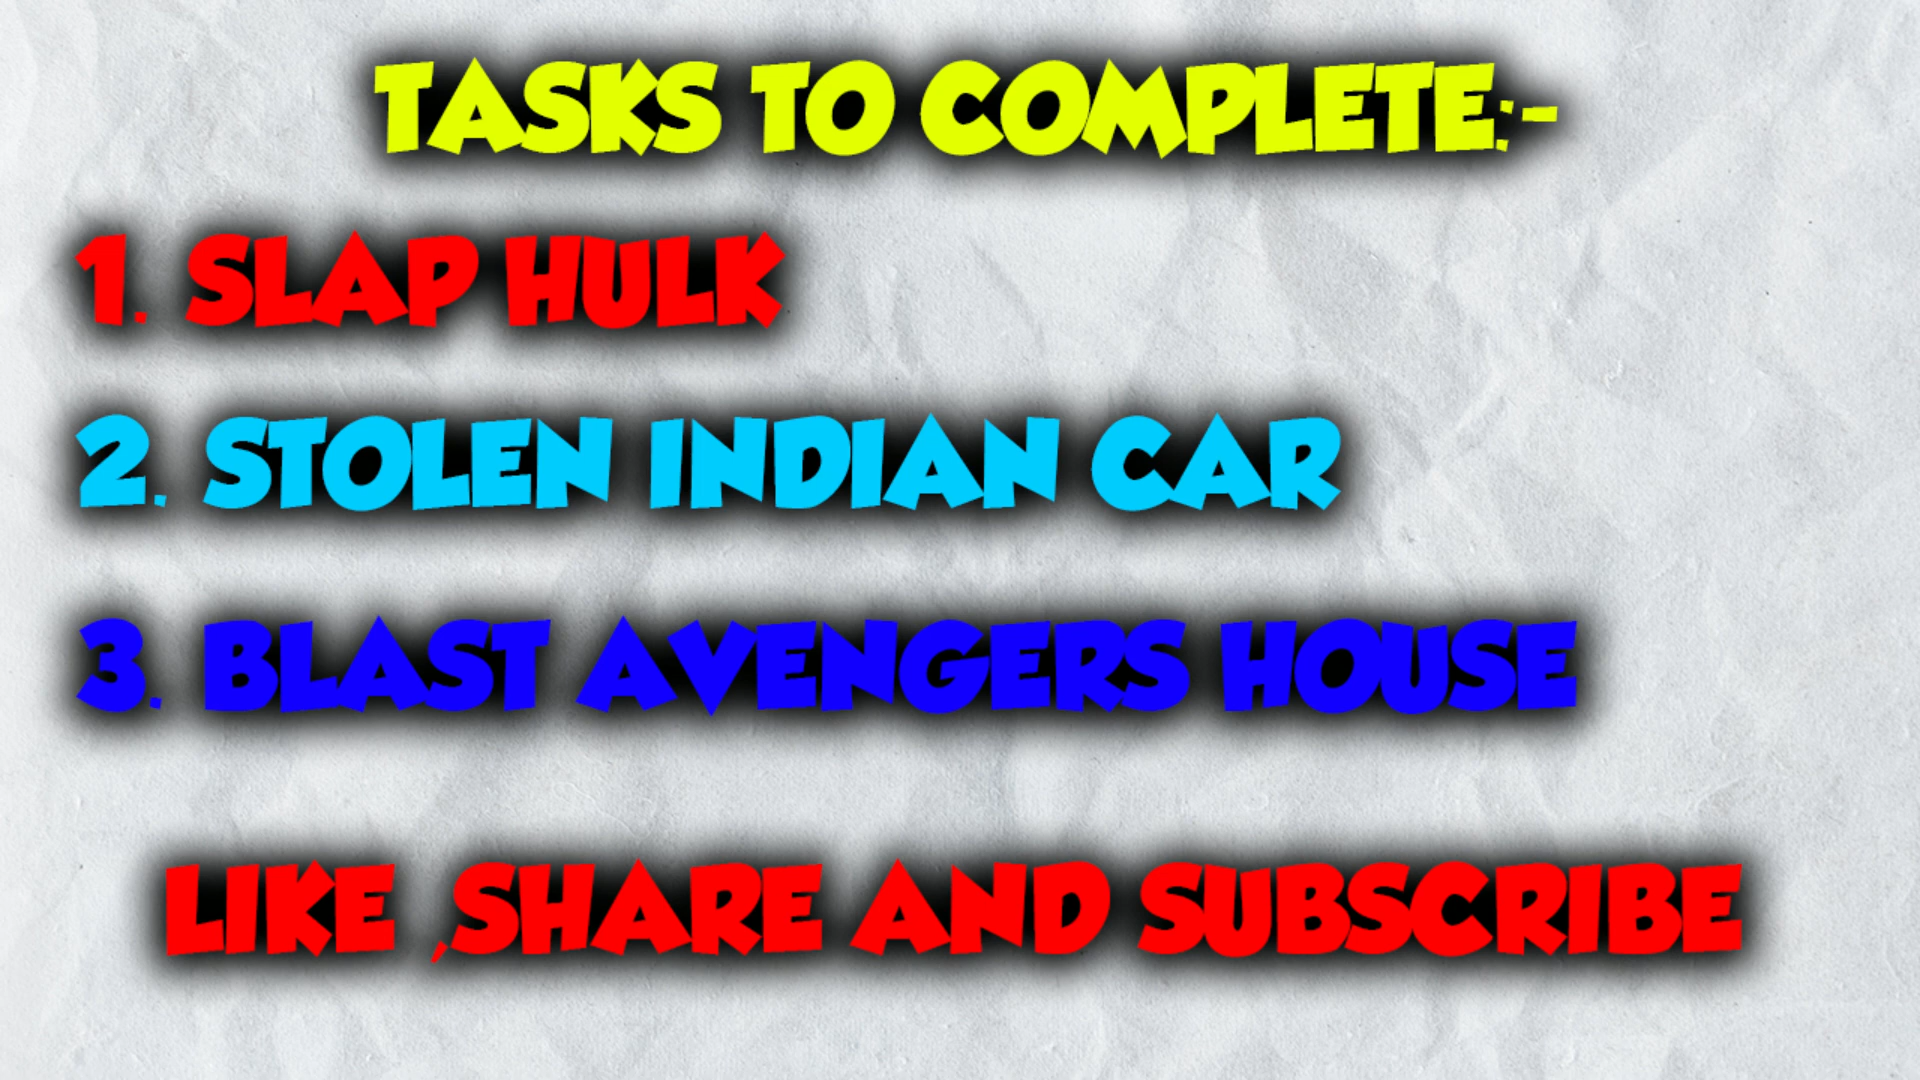 TASKS TO COMPLETE:-
1. SLAP HULK
2. STOLEN INDIAN CAR
3. BLAST AVENGERS HOUSE
LIKE ,SHARE AND SUBSCRIBE